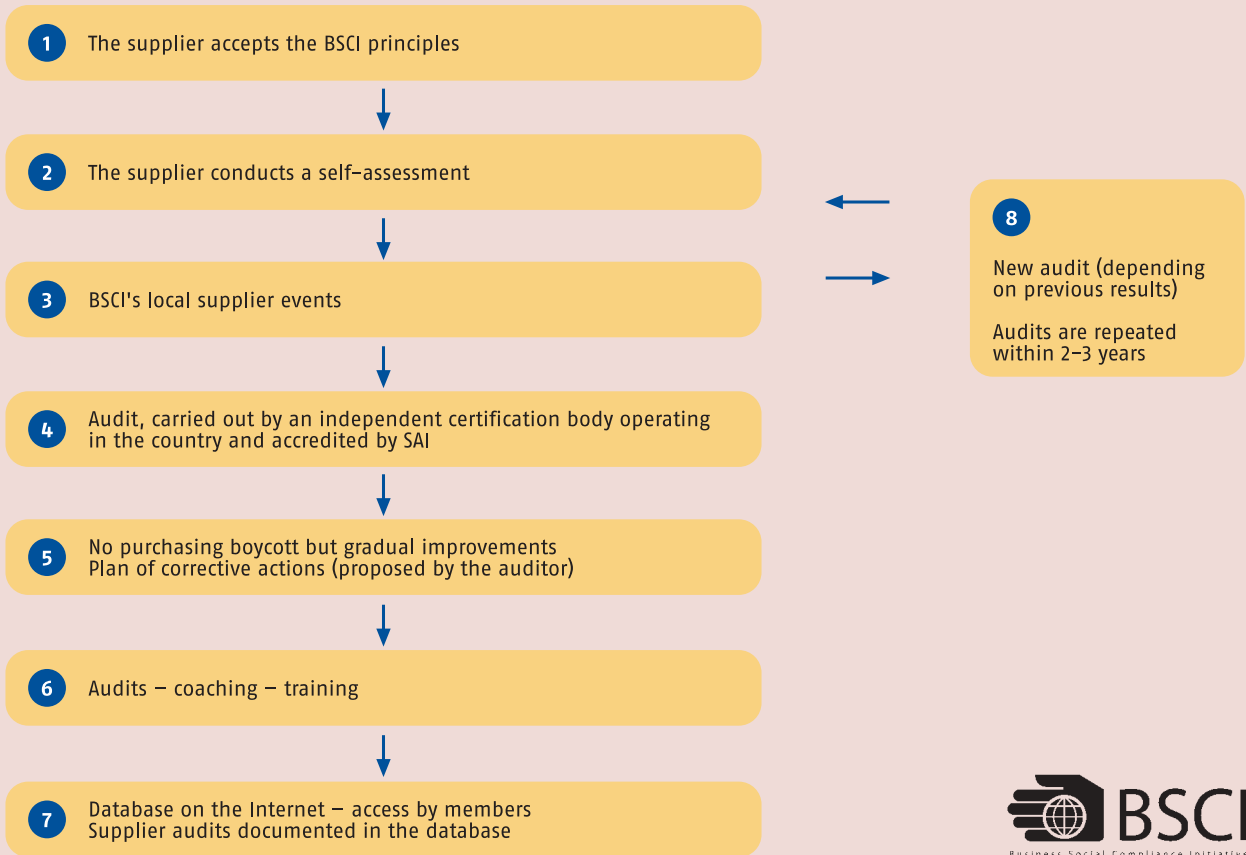 1 The supplier accepts the BSCI principles
2 The supplier conducts a self-assessment
3 BSCI's local supplier events
4 Audit, carried out by an independent certification body operating
in the country and accredited by SAI
5 No purchasing boycott but gradual improvements
Plan of corrective actions (proposed by the auditor)
6 Audits – coaching – training
7 Database on the Internet – access by members
Supplier audits documented in the database
8
New audit (depending
on previous results)
Audits are repeated
within 2–3 years
BSCI
Business Social Compliance Initiative